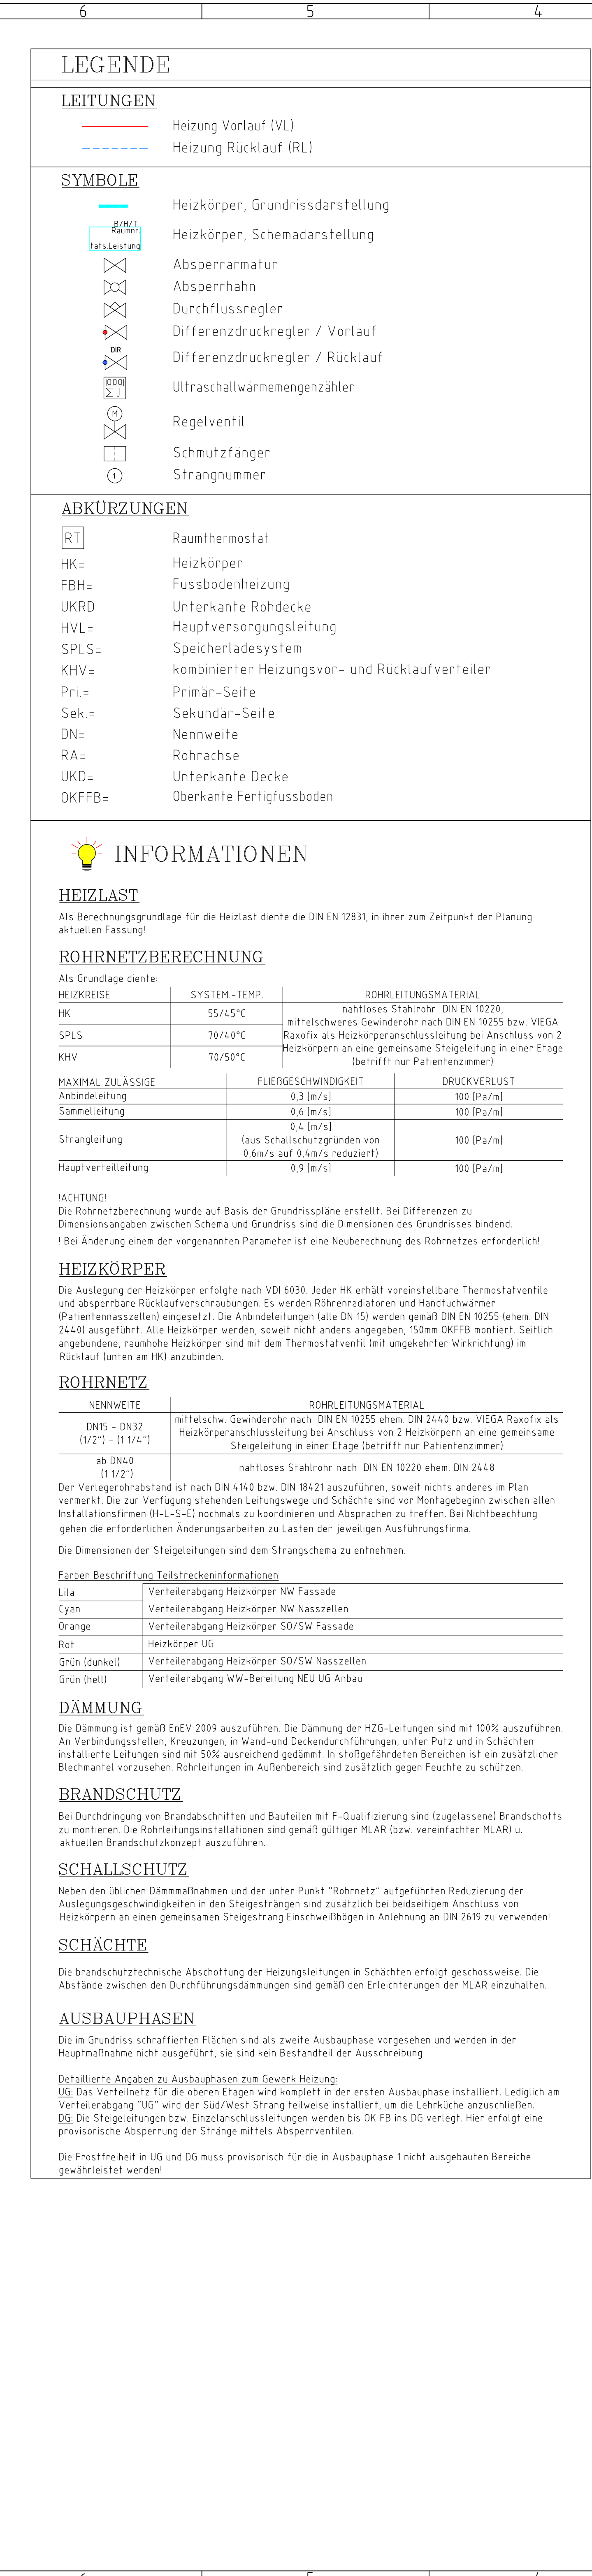 6 5 4
LEGENDE
LEITUNGEN
Heizung Vorlauf (VL)
Heizung Rücklauf (RL)
SYMBOLE
Heizkörper, Grundrissdarstellung
B/H/T
Raumnr.
tats.Leistung
Heizkörper, Schemadarstellung
Absperrarmatur
Absperrhahn
Durchflussregler
Differenzdruckregler / Vorlauf
DIR
Differenzdruckregler / Rücklauf
000
∑ J
Ultraschallwärmemengenzähler
M
Regelventil
Schmutzfänger
1 Strangnummer
ABKÜRZUNGEN
RT Raumthermostat
HK= Heizkörper
FBH= Fussbodenheizung
UKRD Unterkante Rohdecke
HVL= Hauptversorgungsleitung
SPLS= Speicherladesystem
KHV= kombinierter Heizungsvor- und Rücklaufverteiler
Pri.= Primär-Seite
Sek.= Sekundär-Seite
DN= Nennweite
RA= Rohrachse
UKD= Unterkante Decke
OKFFB= Oberkante Fertigfussboden
INFORMATIONEN
HEIZLAST
Als Berechnungsgrundlage für die Heizlast diente die DIN EN 12831, in ihrer zum Zeitpunkt der Planung
aktuellen Fassung!
ROHRNETZBERECHNUNG
Als Grundlage diente:
HEIZKREISE SYSTEM.-TEMP. ROHRLEITUNGSMATERIAL
HK 55/45°C
SPLS 70/40°C
KHV 70/50°C
nahtloses Stahlrohr DIN EN 10220,
mittelschweres Gewinderohr nach DIN EN 10255 bzw. VIEGA
Raxofix als Heizkörperanschlussleitung bei Anschluss von 2
Heizkörpern an eine gemeinsame Steigeleitung in einer Etage
(betrifft nur Patientenzimmer)
MAXIMAL ZULÄSSIGE FLIEßGESCHWINDIGKEIT DRUCKVERLUST
Anbindeleitung 0,3 [m/s] 100 [Pa/m]
Sammelleitung 0,6 [m/s] 100 [Pa/m]
0,4 [m/s]
Strangleitung (aus Schallschutzgründen von 100 [Pa/m]
0,6m/s auf 0,4m/s reduziert)
Hauptverteilleitung 0,9 [m/s] 100 [Pa/m]
!ACHTUNG!
Die Rohrnetzberechnung wurde auf Basis der Grundrisspläne erstellt. Bei Differenzen zu
Dimensionsangaben zwischen Schema und Grundriss sind die Dimensionen des Grundrisses bindend.
! Bei Änderung einem der vorgenannten Parameter ist eine Neuberechnung des Rohrnetzes erforderlich!
HEIZKÖRPER
Die Auslegung der Heizkörper erfolgte nach VDI 6030. Jeder HK erhält voreinstellbare Thermostatventile
und absperrbare Rücklaufverschraubungen. Es werden Röhrenradiatoren und Handtuchwärmer
(Patientennasszellen) eingesetzt. Die Anbindeleitungen (alle DN 15) werden gemäß DIN EN 10255 (ehem. DIN
2440) ausgeführt. Alle Heizkörper werden, soweit nicht anders angegeben, 150mm OKFFB montiert. Seitlich
angebundene, raumhohe Heizkörper sind mit dem Thermostatventil (mit umgekehrter Wirkrichtung) im
Rücklauf (unten am HK) anzubinden.
ROHRNETZ
NENNWEITE ROHRLEITUNGSMATERIAL
DN15 - DN32
(1/2") - (1 1/4")
mittelschw. Gewinderohr nach DIN EN 10255 ehem. DIN 2440 bzw. VIEGA Raxofix als
Heizkörperanschlussleitung bei Anschluss von 2 Heizkörpern an eine gemeinsame
Steigeleitung in einer Etage (betrifft nur Patientenzimmer)
ab DN40
(1 1/2")
nahtloses Stahlrohr nach DIN EN 10220 ehem. DIN 2448
Der Verlegerohrabstand ist nach DIN 4140 bzw. DIN 18421 auszuführen, soweit nichts anderes im Plan
vermerkt. Die zur Verfügung stehenden Leitungswege und Schächte sind vor Montagebeginn zwischen allen
Installationsfirmen (H-L-S-E) nochmals zu koordinieren und Absprachen zu treffen. Bei Nichtbeachtung
gehen die erforderlichen Änderungsarbeiten zu Lasten der jeweiligen Ausführungsfirma.
Die Dimensionen der Steigeleitungen sind dem Strangschema zu entnehmen.
Farben Beschriftung Teilstreckeninformationen
Lila Verteilerabgang Heizkörper NW Fassade
Cyan Verteilerabgang Heizkörper NW Nasszellen
Orange Verteilerabgang Heizkörper SO/SW Fassade
Rot Heizkörper UG
Grün (dunkel) Verteilerabgang Heizkörper SO/SW Nasszellen
Grün (hell) Verteilerabgang WW-Bereitung NEU UG Anbau
DÄMMUNG
Die Dämmung ist gemäß EnEV 2009 auszuführen. Die Dämmung der HZG-Leitungen sind mit 100% auszuführen.
An Verbindungsstellen, Kreuzungen, in Wand-und Deckendurchführungen, unter Putz und in Schächten
installierte Leitungen sind mit 50% ausreichend gedämmt. In stoßgefährdeten Bereichen ist ein zusätzlicher
Blechmantel vorzusehen. Rohrleitungen im Außenbereich sind zusätzlich gegen Feuchte zu schützen.
BRANDSCHUTZ
Bei Durchdringung von Brandabschnitten und Bauteilen mit F-Qualifizierung sind (zugelassene) Brandschotts
zu montieren. Die Rohrleitungsinstallationen sind gemäß gültiger MLAR (bzw. vereinfachter MLAR) u.
aktuellen Brandschutzkonzept auszuführen.
SCHALLSCHUTZ
Neben den üblichen Dämmmaßnahmen und der unter Punkt "Rohrnetz" aufgeführten Reduzierung der
Auslegungsgeschwindigkeiten in den Steigesträngen sind zusätzlich bei beidseitigem Anschluss von
Heizkörpern an einen gemeinsamen Steigestrang Einschweißbögen in Anlehnung an DIN 2619 zu verwenden!
SCHÄCHTE
Die brandschutztechnische Abschottung der Heizungsleitungen in Schächten erfolgt geschossweise. Die
Abstände zwischen den Durchführungsdämmungen sind gemäß den Erleichterungen der MLAR einzuhalten.
AUSBAUPHASEN
Die im Grundriss schraffierten Flächen sind als zweite Ausbauphase vorgesehen und werden in der
Hauptmaßnahme nicht ausgeführt, sie sind kein Bestandteil der Ausschreibung.
Detaillierte Angaben zu Ausbauphasen zum Gewerk Heizung:
UG: Das Verteilnetz für die oberen Etagen wird komplett in der ersten Ausbauphase installiert. Lediglich am
Verteilerabgang "UG" wird der Süd/West Strang teilweise installiert, um die Lehrküche anzuschließen.
DG: Die Steigeleitungen bzw. Einzelanschlussleitungen werden bis OK FB ins DG verlegt. Hier erfolgt eine
provisorische Absperrung der Stränge mittels Absperrventilen.
Die Frostfreiheit in UG und DG muss provisorisch für die in Ausbauphase 1 nicht ausgebauten Bereiche
gewährleistet werden!